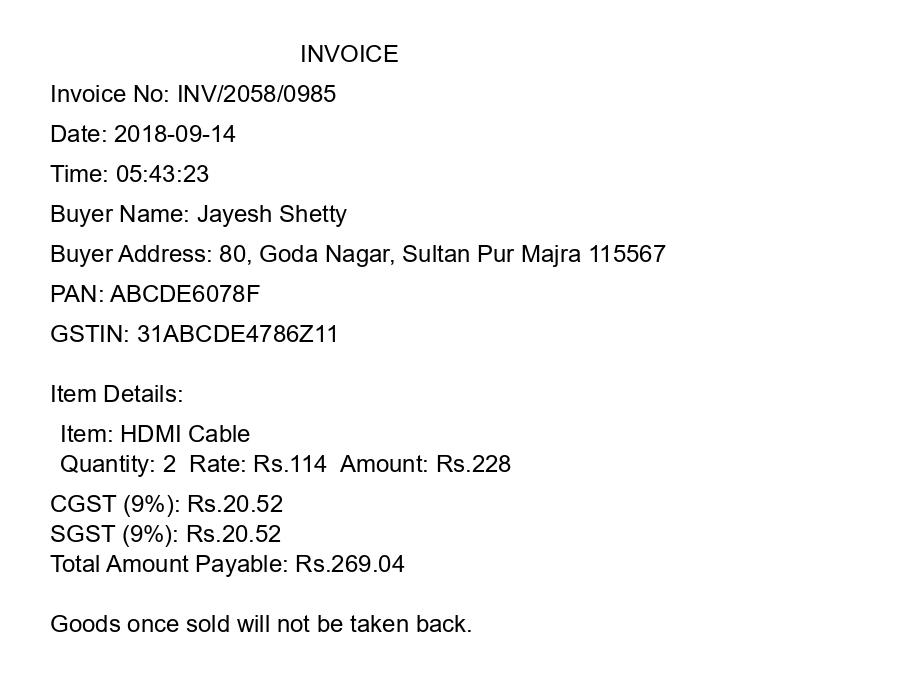 INVOICE
Invoice No: INV/2058/0985
Date: 2018-09-14
Time: 05:43:23
Buyer Name: Jayesh Shetty
Buyer Address: 80, Goda Nagar, Sultan Pur Majra 115567
PAN: ABCDE6078F
GSTIN: 31ABCDE4786Z11
Item Details:
Item: HDMI Cable
Quantity: 2  Rate: Rs.114  Amount: Rs.228
CGST (9%): Rs.20.52
SGST (9%): Rs.20.52
Total Amount Payable: Rs.269.04
Goods once sold will not be taken back.